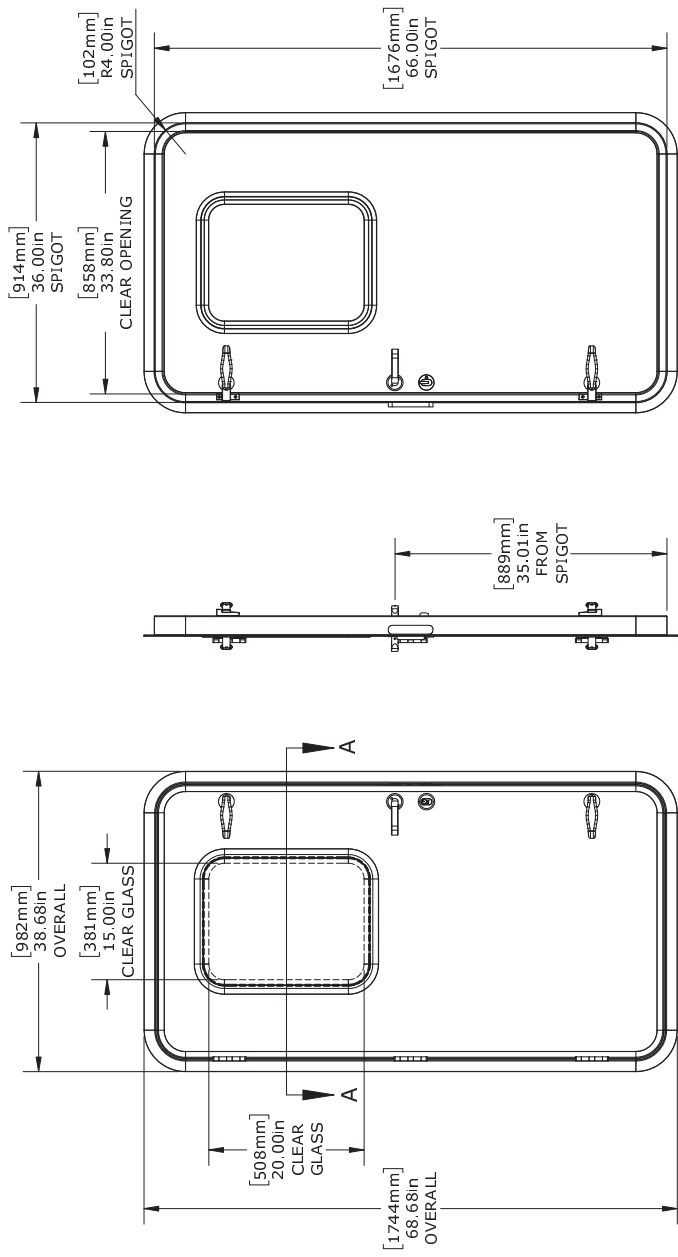 [982mm]
38.68in
OVERALL
[381mm]
15.00in
CLEAR GLASS
[508mm]
20.00in
CLEAR
GLASS
[1744mm]
68.68in
OVERALL
A
A
[889mm]
35.01in
FROM
SPIGOT
[914mm]
36.00in
SPIGOT
[858mm]
33.80in
CLEAR OPENING
[102mm]
R4.00in
SPIGOT
[1676mm]
66.00in
SPIGOT